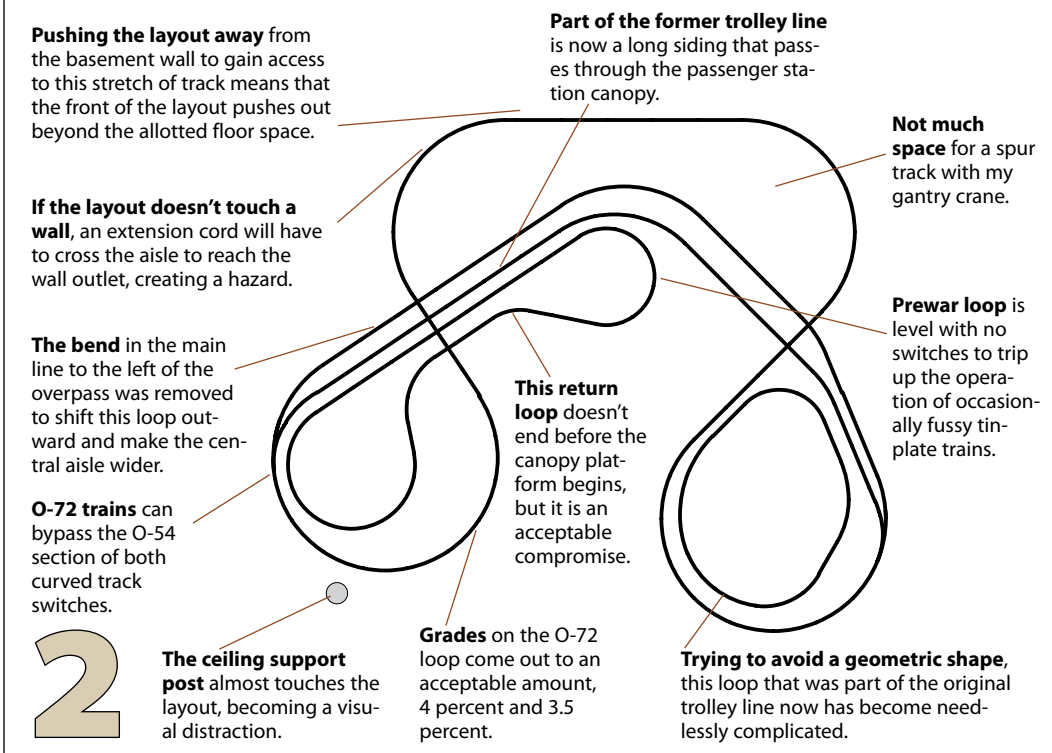 Pushing the layout away from
the basement wall to gain access
to this stretch of track means that
the front of the layout pushes out
beyond the allotted floor space.
Part of the former trolley line
is now a long siding that pass-
es through the passenger sta-
tion canopy.
Not much
space for a spur
track with my
gantry crane.
If the layout doesn't touch a
wall, an extension cord will have
to cross the aisle to reach the
wall outlet, creating a hazard.
Prewar loop is
level with no
switches to trip
up the opera-
tion of occasion-
ally fussy tin-
plate trains.
The bend in the main
line to the left of the
overpass was removed
to shift this loop out-
ward and make the cen-
tral aisle wider.
This return
loop doesn't
end before the
canopy plat-
form begins,
but it is an
acceptable
compromise.
O-72 trains can
bypass the O-54
section of both
curved track
switches.
2
The ceiling support
post almost touches the
layout, becoming a visu-
al distraction.
Grades on the O-72
loop come out to an
acceptable amount,
4 percent and 3.5
percent.
Trying to avoid a geometric shape,
this loop that was part of the original
trolley line now has become need-
lessly complicated.